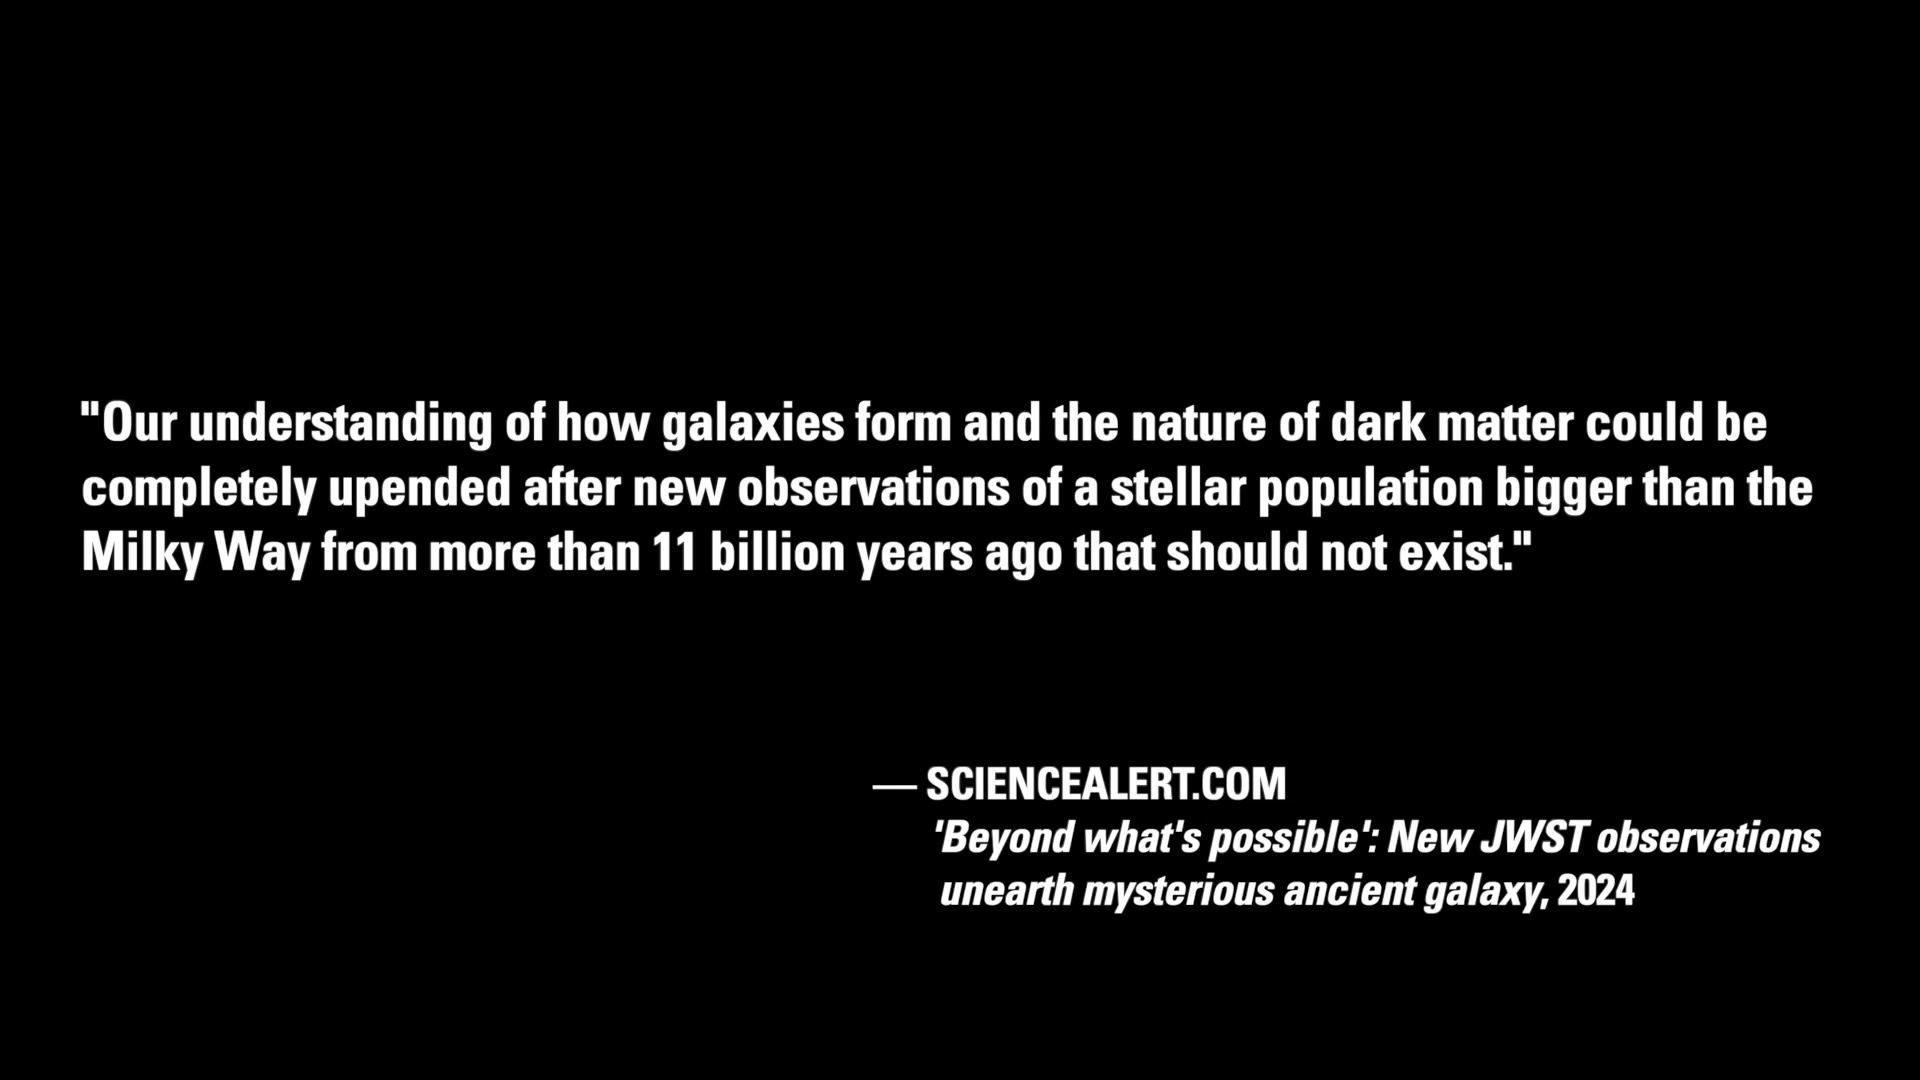 "Our understanding of how galaxies form and the nature of dark matter could be
completely upended after new observations of a stellar population bigger than the
Milky Way from more than 11 billion years ago that should not exist."
— SCIENCEALERT.COM
'Beyond what's possible': New JWST observations
unearth mysterious ancient galaxy, 2024